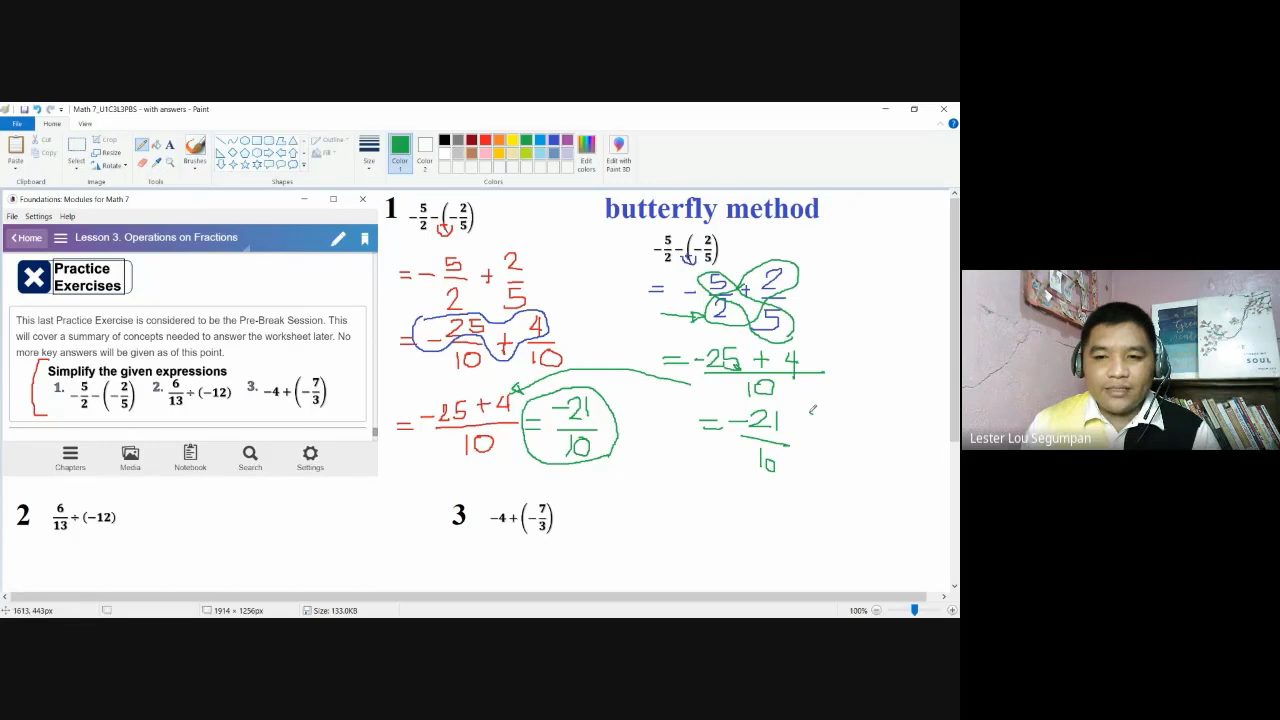 Math 7_U1C3L3PBS - with answers - Paint
File Home View
Paste Cut Copy Clipboard
Select Crop Resize Rotate Image
Tools
Brushes
Outline Fill Shapes
Size
Color 1 Color 2 Edit colors Colors
Edit with Paint 3D
Foundations: Modules for Math 7
File Settings Help
Home Lesson 3. Operations on Fractions
Practice
Exercises
This last Practice Exercise is considered to be the Pre-Break Session. This
will cover a summary of concepts needed to answer the worksheet later. No
more key answers will be given as of this point.
Simplify the given expressions
1. -5/2 - (-2/5) 2. 6/13 ÷ (-12) 3. -4 + (-7/3)
Chapters Media Notebook Search Settings
1 -5/2 - (-2/5)
= - 5/2 + 2/5
= - 25/10 + 4/10
= -25 + 4/10 = -21/10
butterfly method
-5/2 - (-2/5)
= - 5/2 + 2/5
= -25 + 4/10
= -21/10
2 6/13 ÷ (-12)
3 -4 + (-7/3)
1613, 443px 1914 × 1256px Size: 133.0KB 100%
SOUL
Lester Lou Segumpan